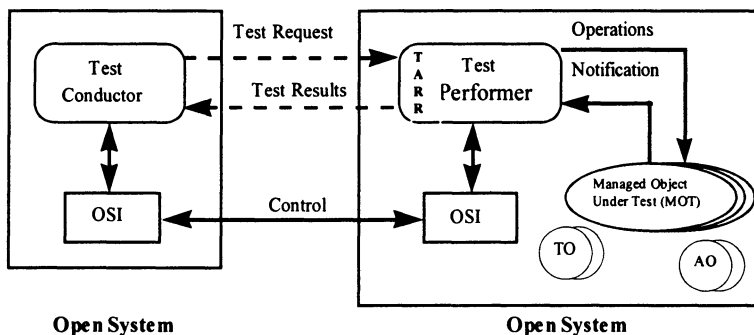 Test Request
Test
Conductor
Test Results
T
A
R
R
Test
Performer
Operations
Notification
Managed Object
Under Test (MOT)
OSI
Control
OSI
TO
AO
Open System
Open System